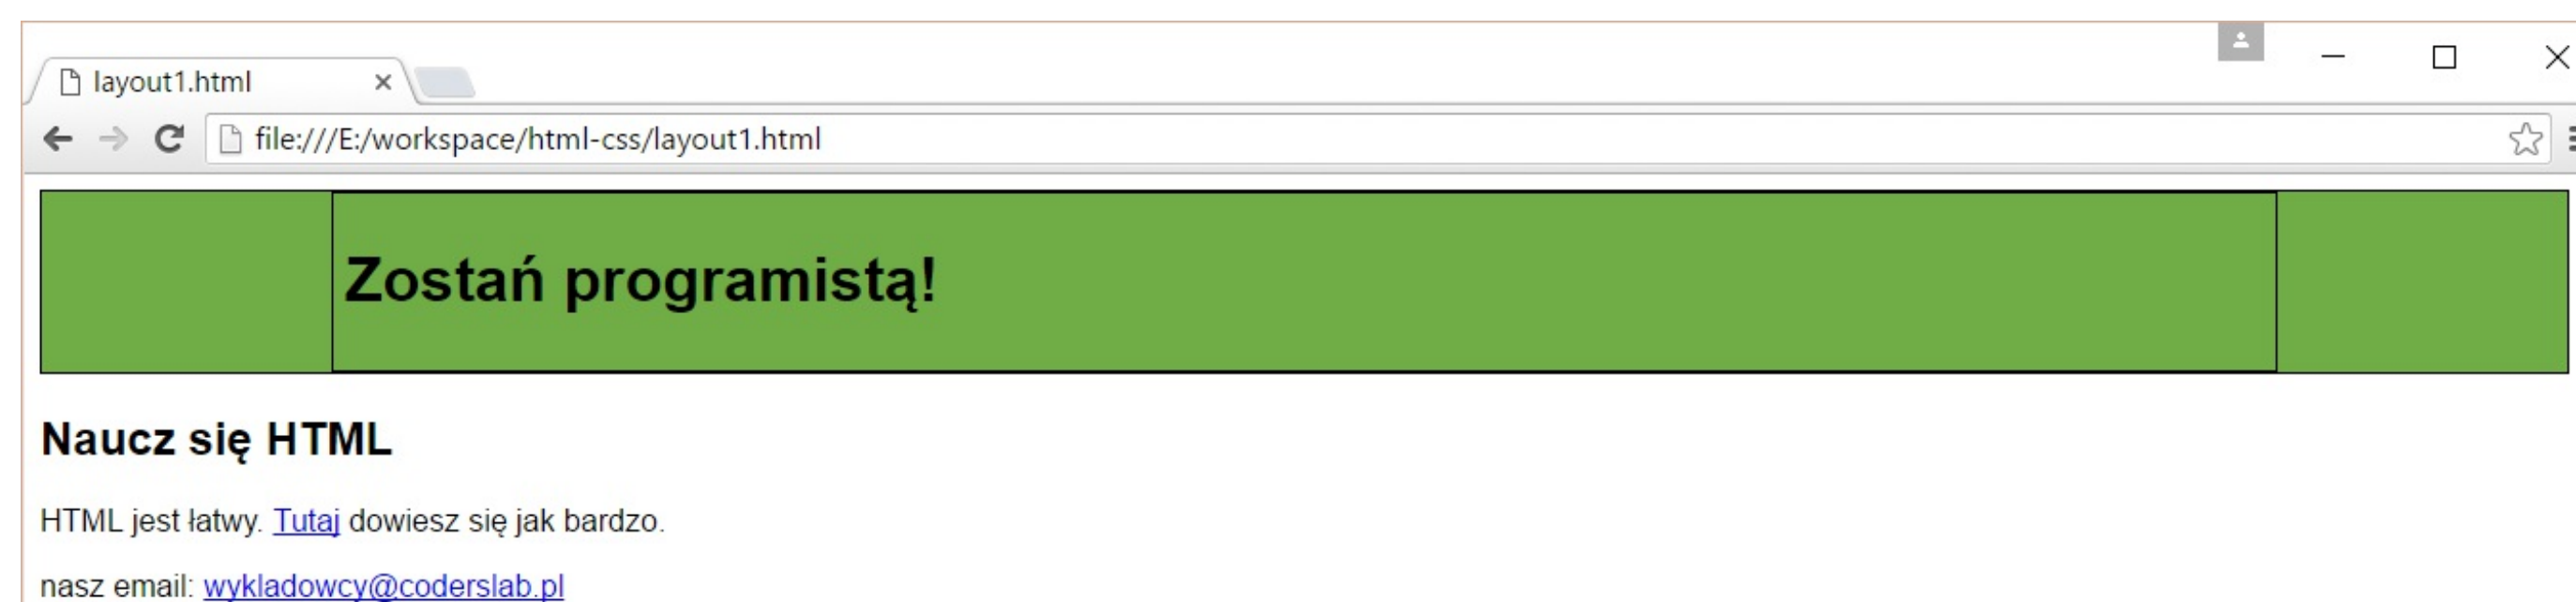 layout1.html
file:///E:/workspace/html-css/layout1.html
Zostań programistą!
Naucz się HTML
HTML jest łatwy. Tutaj dowiesz się jak bardzo.
nasz email: wykladowcy@coderslab.pl